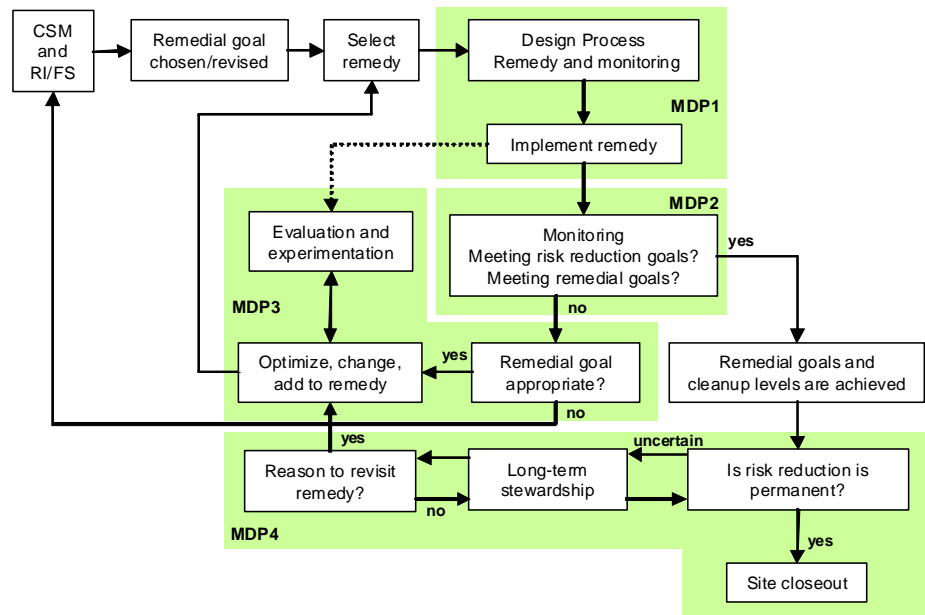 CSM
and
RI/FS
Remedial goal
chosen/revised
Select
remedy
Design Process
Remedy and monitoring
MDP1
Implement remedy
MDP2
Monitoring
Meeting risk reduction goals?
Meeting remedial goals?
yes
Evaluation and
experimentation
MDP3
no
Optimize, change,
add to remedy
yes
Remedial goal
appropriate?
Remedial goals and
cleanup levels are achieved
no
yes
uncertain
Reason to revisit
remedy?
no
Long-term
stewardship
Is risk reduction is
permanent?
MDP4
yes
Site closeout